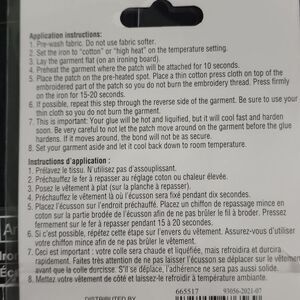 Application instructions:
1. Pre-wash fabric. Do not use fabric softer.
2. Set the iron to "cotton" or "high heat" on the temperature setting.
3. Lay the garment flat (on an ironing board).
4. Preheat the garment where the patch will be attached for 10 seconds.
5. Place the patch on the pre-heated spot. Place a thin cotton press cloth on top of the
embroidered part of the patch so you do not burn the embroidery thread. Press firmly
on the iron for 15-20 seconds.
6. If possible, repeat this step through the reverse side of the garment. Be sure to use your
thin cloth so you do not burn the garment.
7. This is important: Your glue will be hot and liquified, but it will cool fast and harden
soon. Be very careful to not let the patch move around on the garment before the glue
hardens. If it moves around, the bond will not be as secure.
8. Set your garment aside and let it cool back down to room temperature.
Instructions d'application :
1. Prélavez le tissu. N'utilisez pas d'assouplissant.
2. Préchauffez le fer à repasser au réglage coton ou chaleur élevée.
3. Posez le vêtement à plat (sur la planche à repasser).
4. Préchauffez le vêtement là où l'écusson sera fixé pendant dix secondes.
5. Placez l'écusson sur l'endroit préchauffé. Placez un chiffon de repassage mince en
coton sur la partie brodée de l'écusson afin de ne pas brûler le fil à broder. Pressez
fermement le fer à repasser pendant 15 à 20 secondes.
6. Si c'est possible, répétez cette étape sur l'envers du vêtement. Assurez-vous d'utiliser
votre chiffon mince afin de ne pas brûler le vêtement.
7. Ceci est important : votre colle sera chaude et liquéfiée, mais refroidira et durcira
rapidement. Faites très attention de ne pas laisser l'écusson se déplacer sur le vêtement
avant que la colle durcisse. S'il se déplace, l'adhérence ne sera pas aussi solide.
8. Mettez votre vêtement de côté et laissez-le refroidir à température ambiante.
665517 93056-2021-07
DISTRIBUTED BY